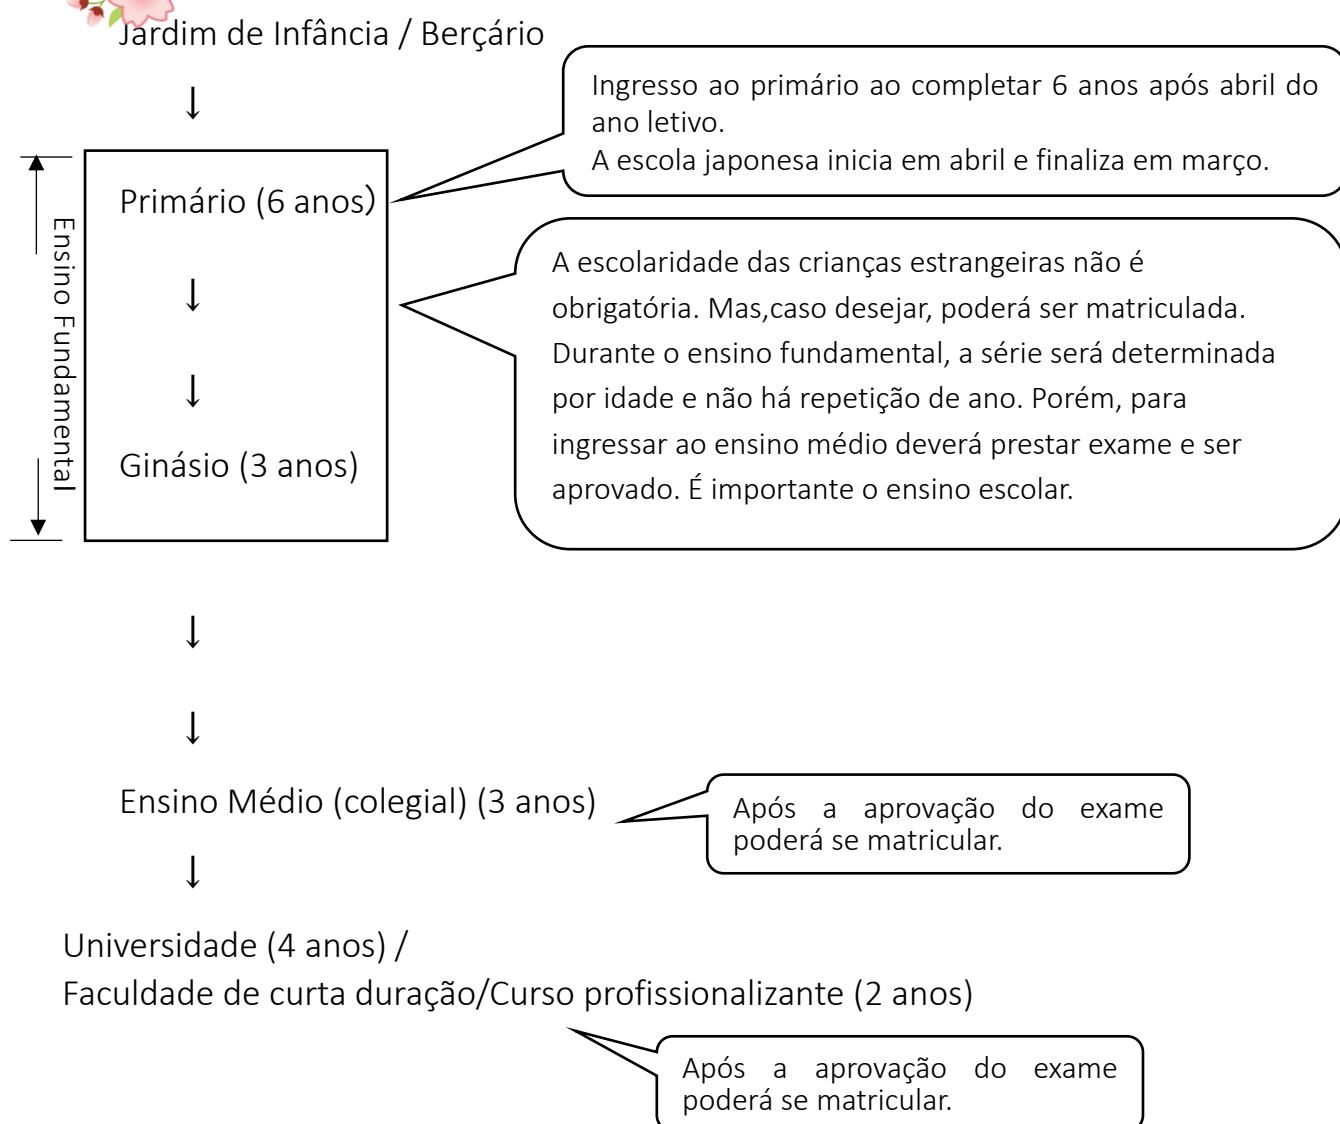 Jardim de Infância / Berçário
↓
Ingresso ao primário ao completar 6 anos após abril do
ano letivo.
A escola japonesa inicia em abril e finaliza em março.
Primário (6 anos)
Ensino Fundamental
↓
↓
Ginásio (3 anos)
A escolaridade das crianças estrangeiras não é
obrigatória. Mas,caso desejar, poderá ser matriculada.
Durante o ensino fundamental, a série será determinada
por idade e não há repetição de ano. Porém, para
ingressar ao ensino médio deverá prestar exame e ser
aprovado. É importante o ensino escolar.
↓
↓
Ensino Médio (colegial) (3 anos)
Após a aprovação do exame
poderá se matricular.
↓
Universidade (4 anos) /
Faculdade de curta duração/Curso profissionalizante (2 anos)
Após a aprovação do exame
poderá se matricular.